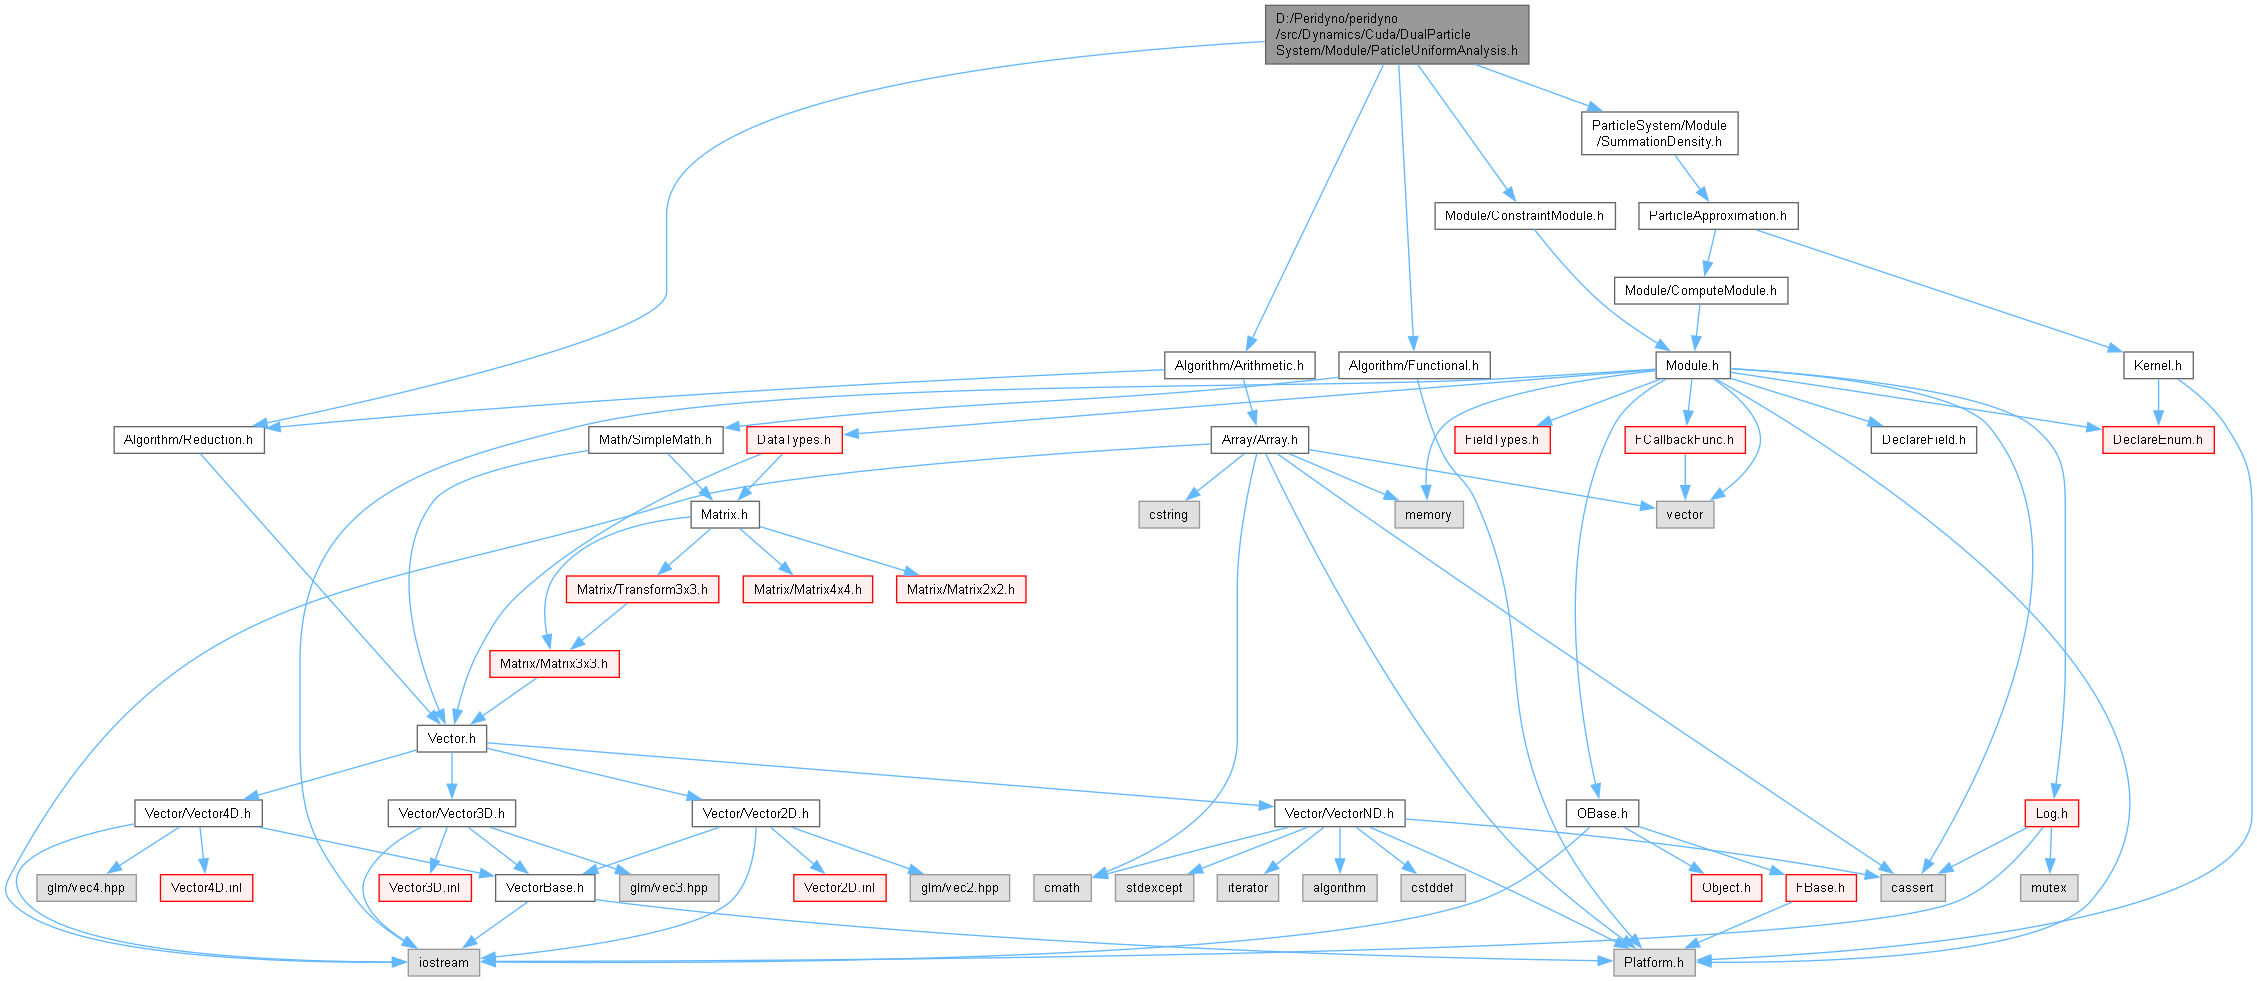 D:/Peridyno/peridyno
/src/Dynamics/Cuda/DualParticle
System/Module/PaticleUniformAnalysis.h
ParticleSystem/Module
/SummationDensity.h
Module/ConstraintModule.h
ParticleApproximation.h
Module/ComputeModule.h
Algorithm/Arithmetic.h
Algorithm/Functional.h
Module.h
Kernel.h
Algorithm/Reduction.h
Math/SimpleMath.h
DataTypes.h
Array/Array.h
FieldTypes.h
FCallbackFunc.h
DeclareField.h
DeclareEnum.h
Matrix.h
cstring
memory
vector
Matrix/Transform3x3.h
Matrix/Matrix4x4.h
Matrix/Matrix2x2.h
Matrix/Matrix3x3.h
Vector.h
Vector/Vector4D.h
Vector/Vector3D.h
Vector/Vector2D.h
Vector/VectorND.h
OBase.h
Log.h
glm/vec4.hpp
Vector4D.inl
Vector3D.inl
VectorBase.h
glm/vec3.hpp
Vector2D.inl
glm/vec2.hpp
cmath
stdexcept
iterator
algorithm
cstddef
Object.h
FBase.h
cassert
mutex
iostream
Platform.h